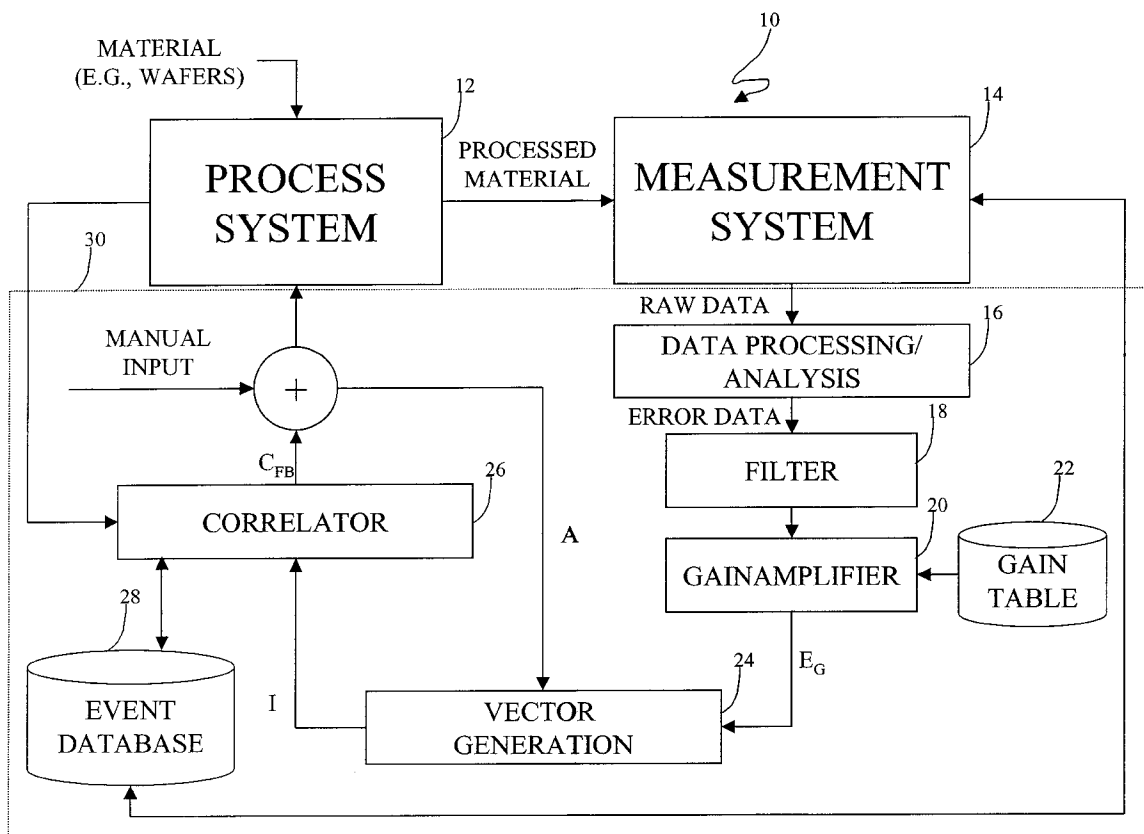 10
MATERIAL
(E.G., WAFERS)
12
14
PROCESS
SYSTEM
PROCESSED
MATERIAL
MEASUREMENT
SYSTEM
30
RAW DATA
16
MANUAL
INPUT
+
DATA PROCESSING/
ANALYSIS
ERROR DATA
18
FILTER
C_FB
26
22
CORRELATOR
20
A
GAINAMPLIFIER
GAIN
TABLE
28
24
E_G
I
EVENT
DATABASE
VECTOR
GENERATION